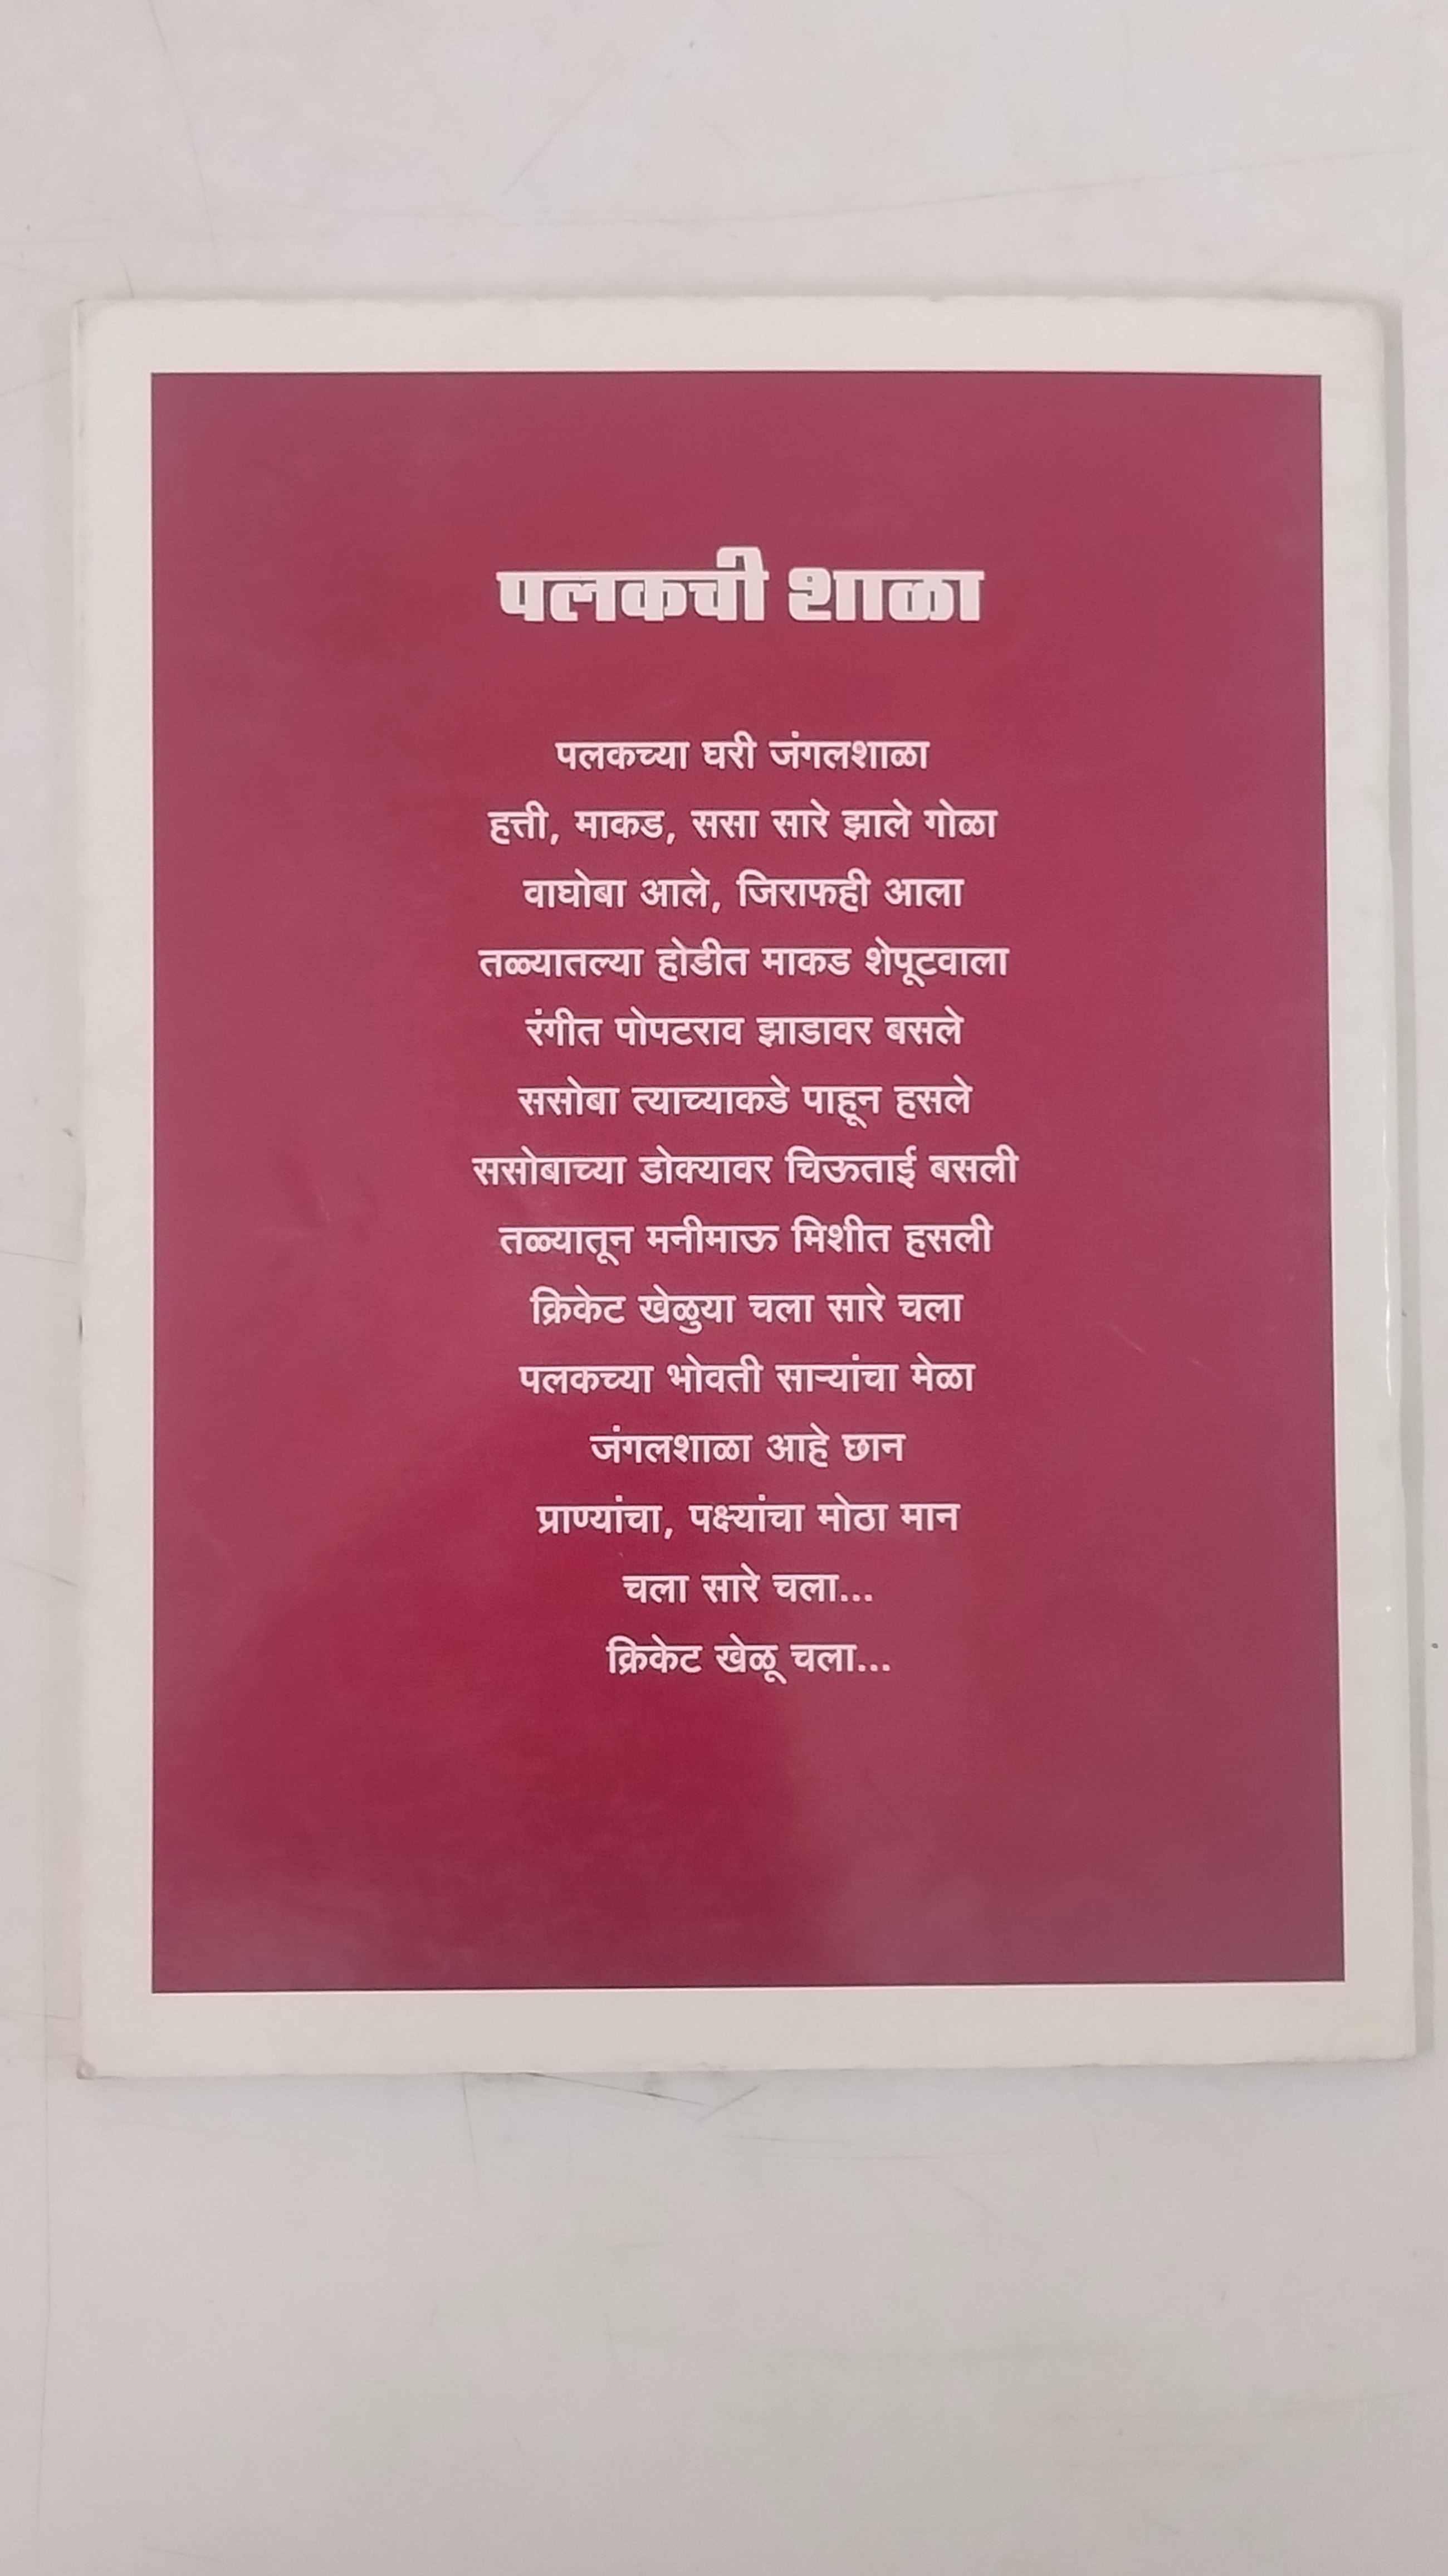 पलकची शाळा
पलकच्या घरी जंगलशाळा
हत्ती, माकड, ससा सारे झाले गोळा
वाघोबा आले, जिराफही आला
तळ्यातल्या होडीत माकड शेपूटवाला
रंगीत पोपटराव झाडावर बसले
ससोबा त्याच्याकडे पाहून हसले
ससोबाच्या डोक्यावर चिऊताई बसली
तळ्यातून मनीमाऊ मिशीत हसली
क्रिकेट खेळुया चला सारे चला
पलकच्या भोवती साऱ्यांचा मेळा
जंगलशाळा आहे छान
प्राण्यांचा, पक्ष्यांचा मोठा मान
चला सारे चला...
क्रिकेट खेळू चला...